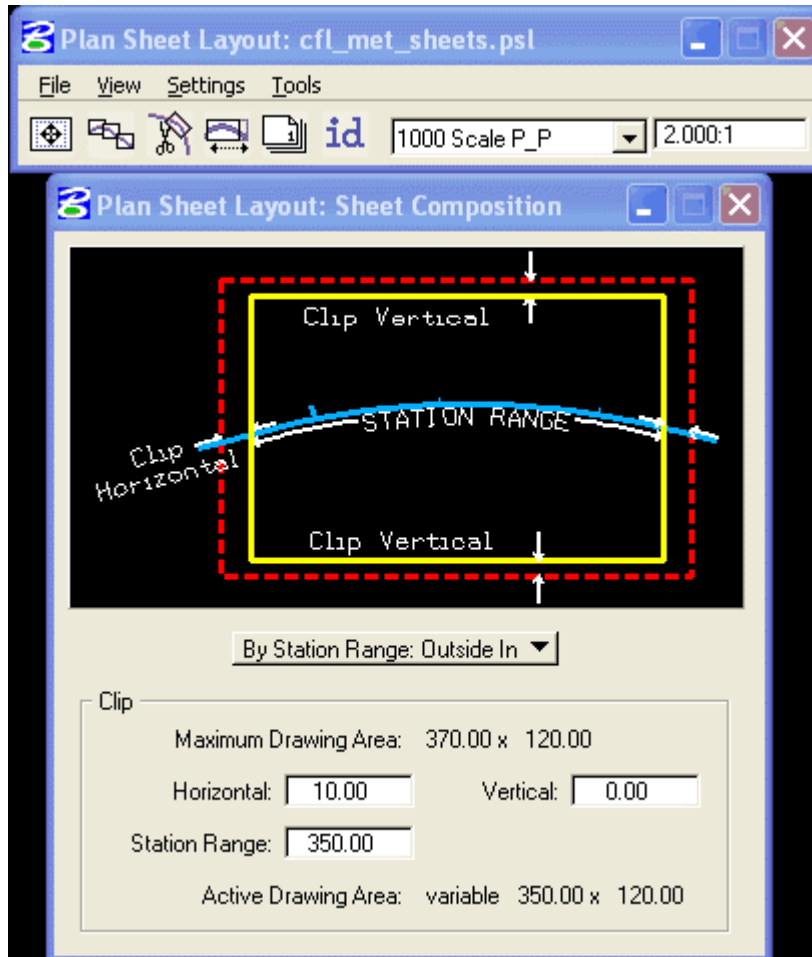 Plan Sheet Layout: cfl_met_sheets.psl
File View Settings Tools
1 id 1000 Scale P_P 2.000:1
Plan Sheet Layout: Sheet Composition
Clip Vertical
STATION RANGE
Clip
Horizontal
Clip Vertical
By Station Range: Outside In
Clip
Maximum Drawing Area: 370.00 x 120.00
Horizontal: 10.00 Vertical: 0.00
Station Range: 350.00
Active Drawing Area: variable 350.00 x 120.00